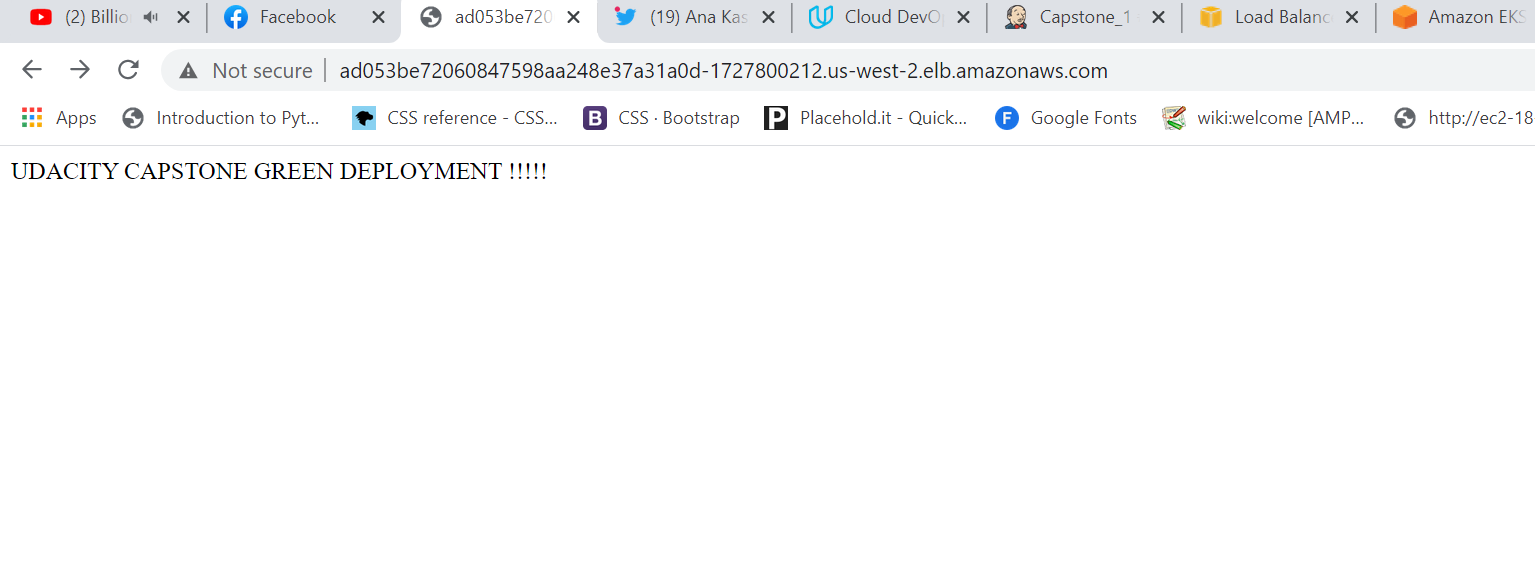 (2) Billio Facebook ad053be720 (19) Ana Kas Cloud DevO Capstone_1 Load Balanc Amazon EKS
Not secure ad053be72060847598aa248e37a31a0d-1727800212.us-west-2.elb.amazonaws.com
Apps Introduction to Pyt... CSS reference - CSS... B CSS · Bootstrap P Placehold.it - Quick... F Google Fonts wiki:welcome [AMP... http://ec2-18
UDACITY CAPSTONE GREEN DEPLOYMENT !!!!!